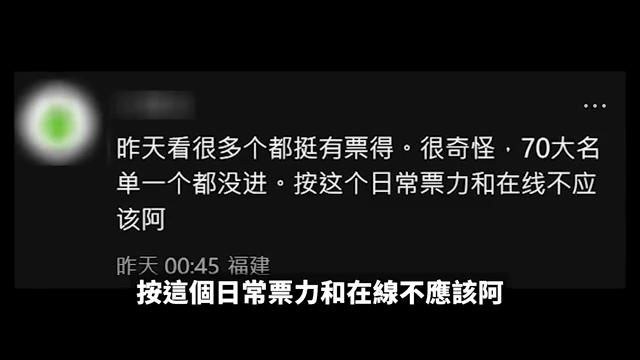 昨天看很多个都挺有票得。很奇怪，70大名
单一个都没进。按这个日常票力和在线不应
该阿
昨天 00:45 福建
按這個日常票力和在線不應該阿